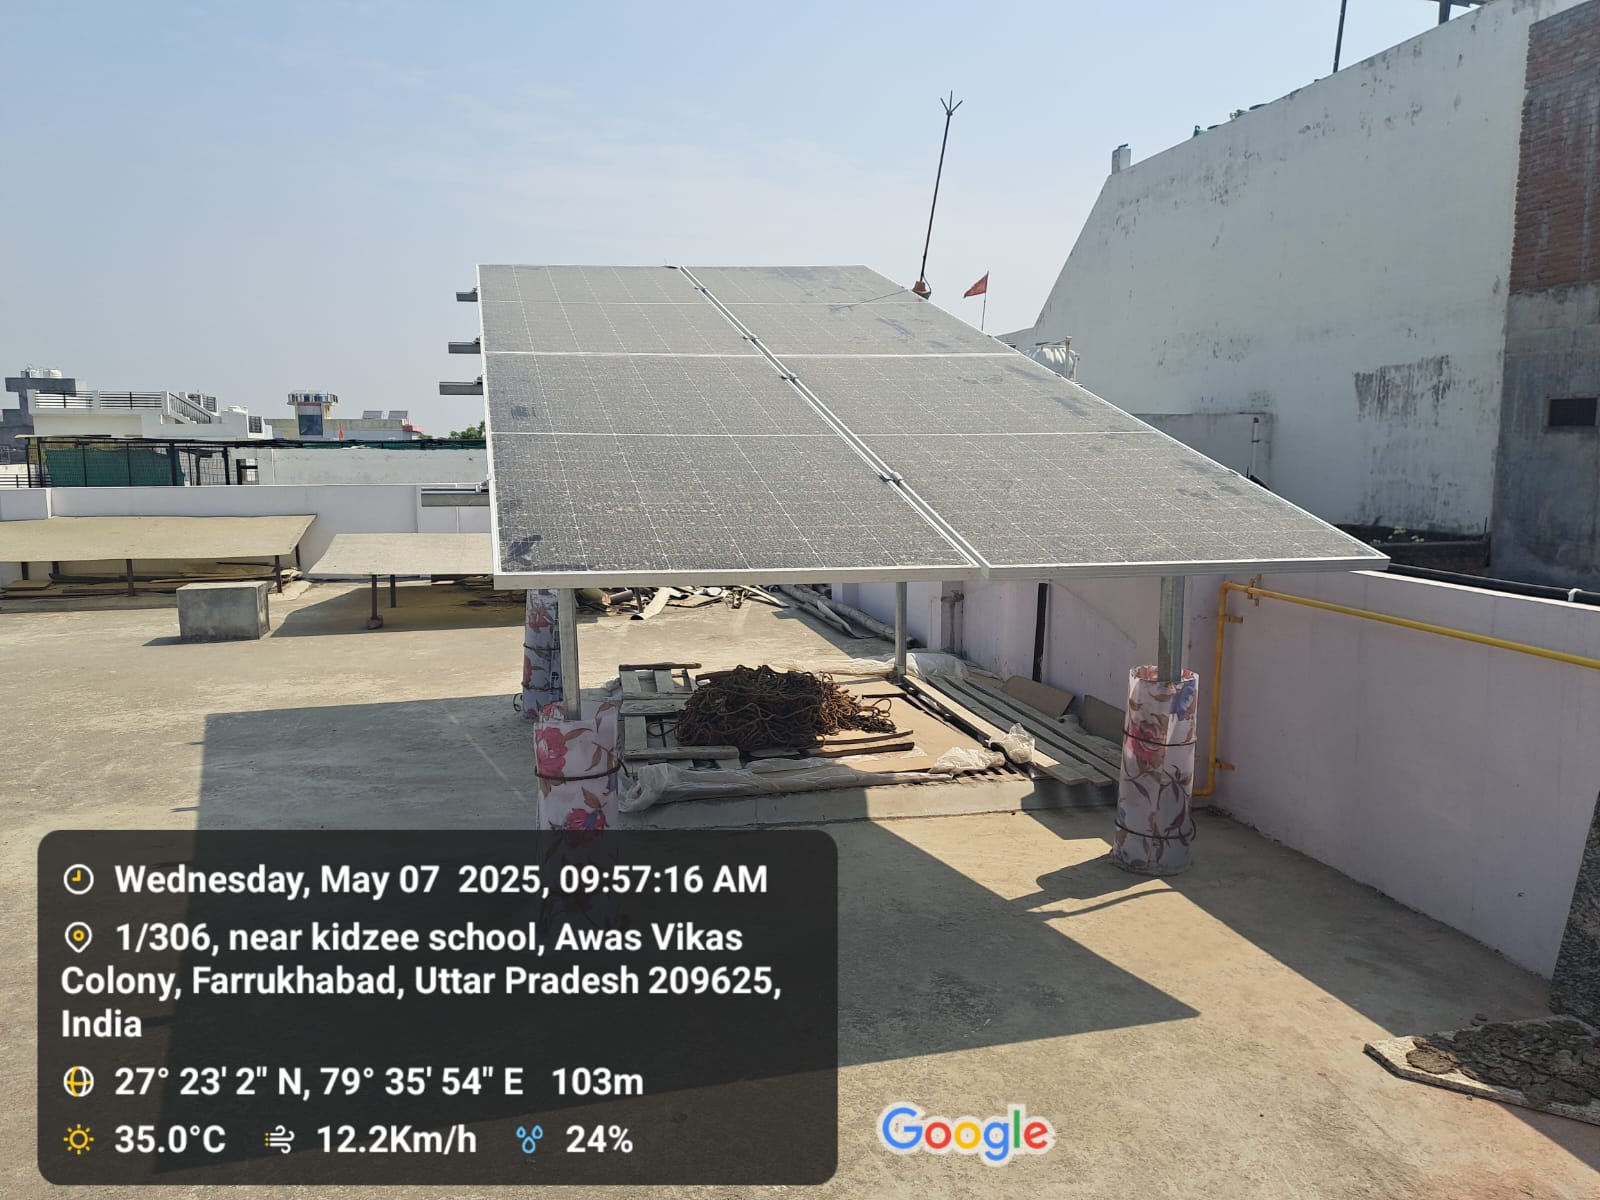 Wednesday, May 07 2025, 09:57:16 AM
1/306, near kidzee school, Awas Vikas
Colony, Farrukhabad, Uttar Pradesh 209625,
India
27° 23' 2" N, 79° 35' 54" E 103m
35.0°C 12.2Km/h 24%
Google